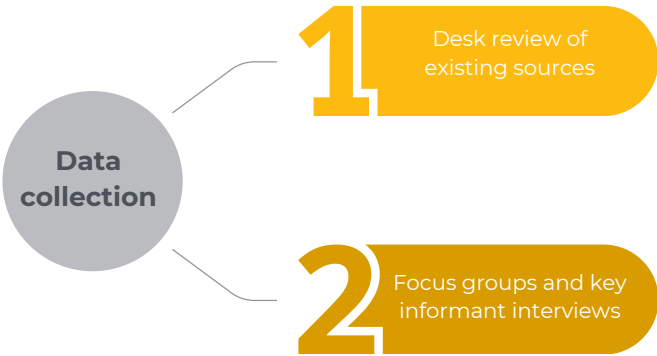 Data
collection
1
Desk review of
existing sources
2
Focus groups and key
informant interviews